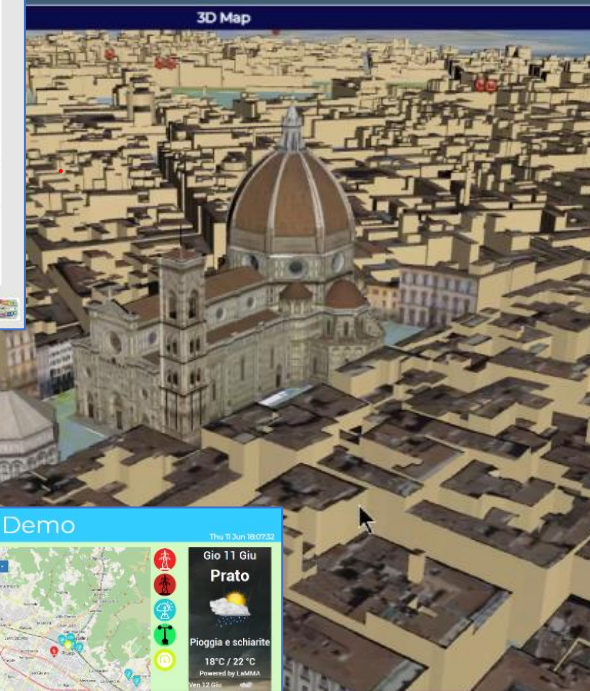 3D Map
Demo
Thu 11 Jun 18:07:32
Gio 11 Giu
Prato
Pioggia e schiarite
18°C / 22 °C
Powered by LaMMA
Ven 12 Giu
Prato